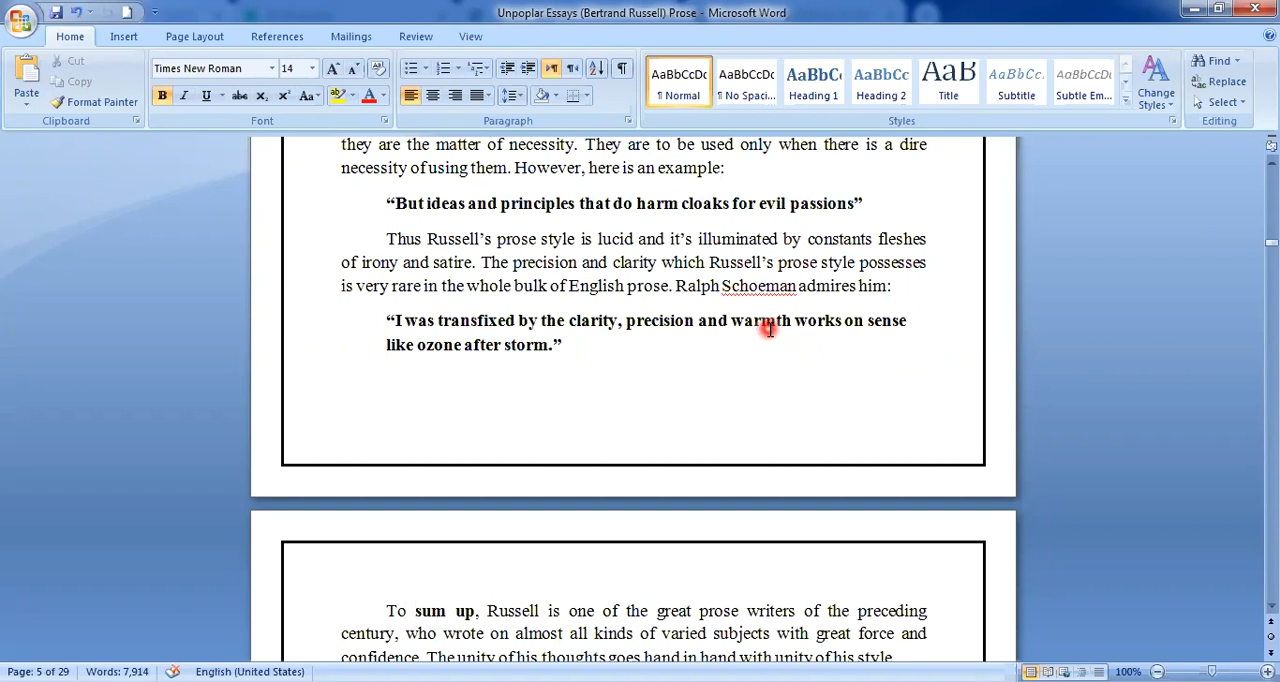 Unpoplar Essays (Bertrand Russell) Prose - Microsoft Word
Home Insert Page Layout References Mailings Review View
Paste
Cut
Copy
Format Painter
Clipboard
Times New Roman 14
Font
Paragraph
AaBbCcDc AaBbCcDc AaBbC AaBbCc AaB AaBbCc. AaBbCcDc
¶ Normal ¶ No Spaci... Heading 1 Heading 2 Title Subtitle Subtle Em...
Change Styles
Styles
Find
Replace
Select
Editing
they are the matter of necessity. They are to be used only when there is a dire
necessity of using them. However, here is an example:
“But ideas and principles that do harm cloaks for evil passions”
Thus Russell’s prose style is lucid and it’s illuminated by constants fleshes
of irony and satire. The precision and clarity which Russell’s prose style possesses
is very rare in the whole bulk of English prose. Ralph Schoeman admires him:
“I was transfixed by the clarity, precision and warmth works on sense
like ozone after storm.”
To sum up, Russell is one of the great prose writers of the preceding
century, who wrote on almost all kinds of varied subjects with great force and
confidence. The unity of his thoughts goes hand in hand with unity of his style.
Page: 5 of 29 Words: 7,914 English (United States) 100%